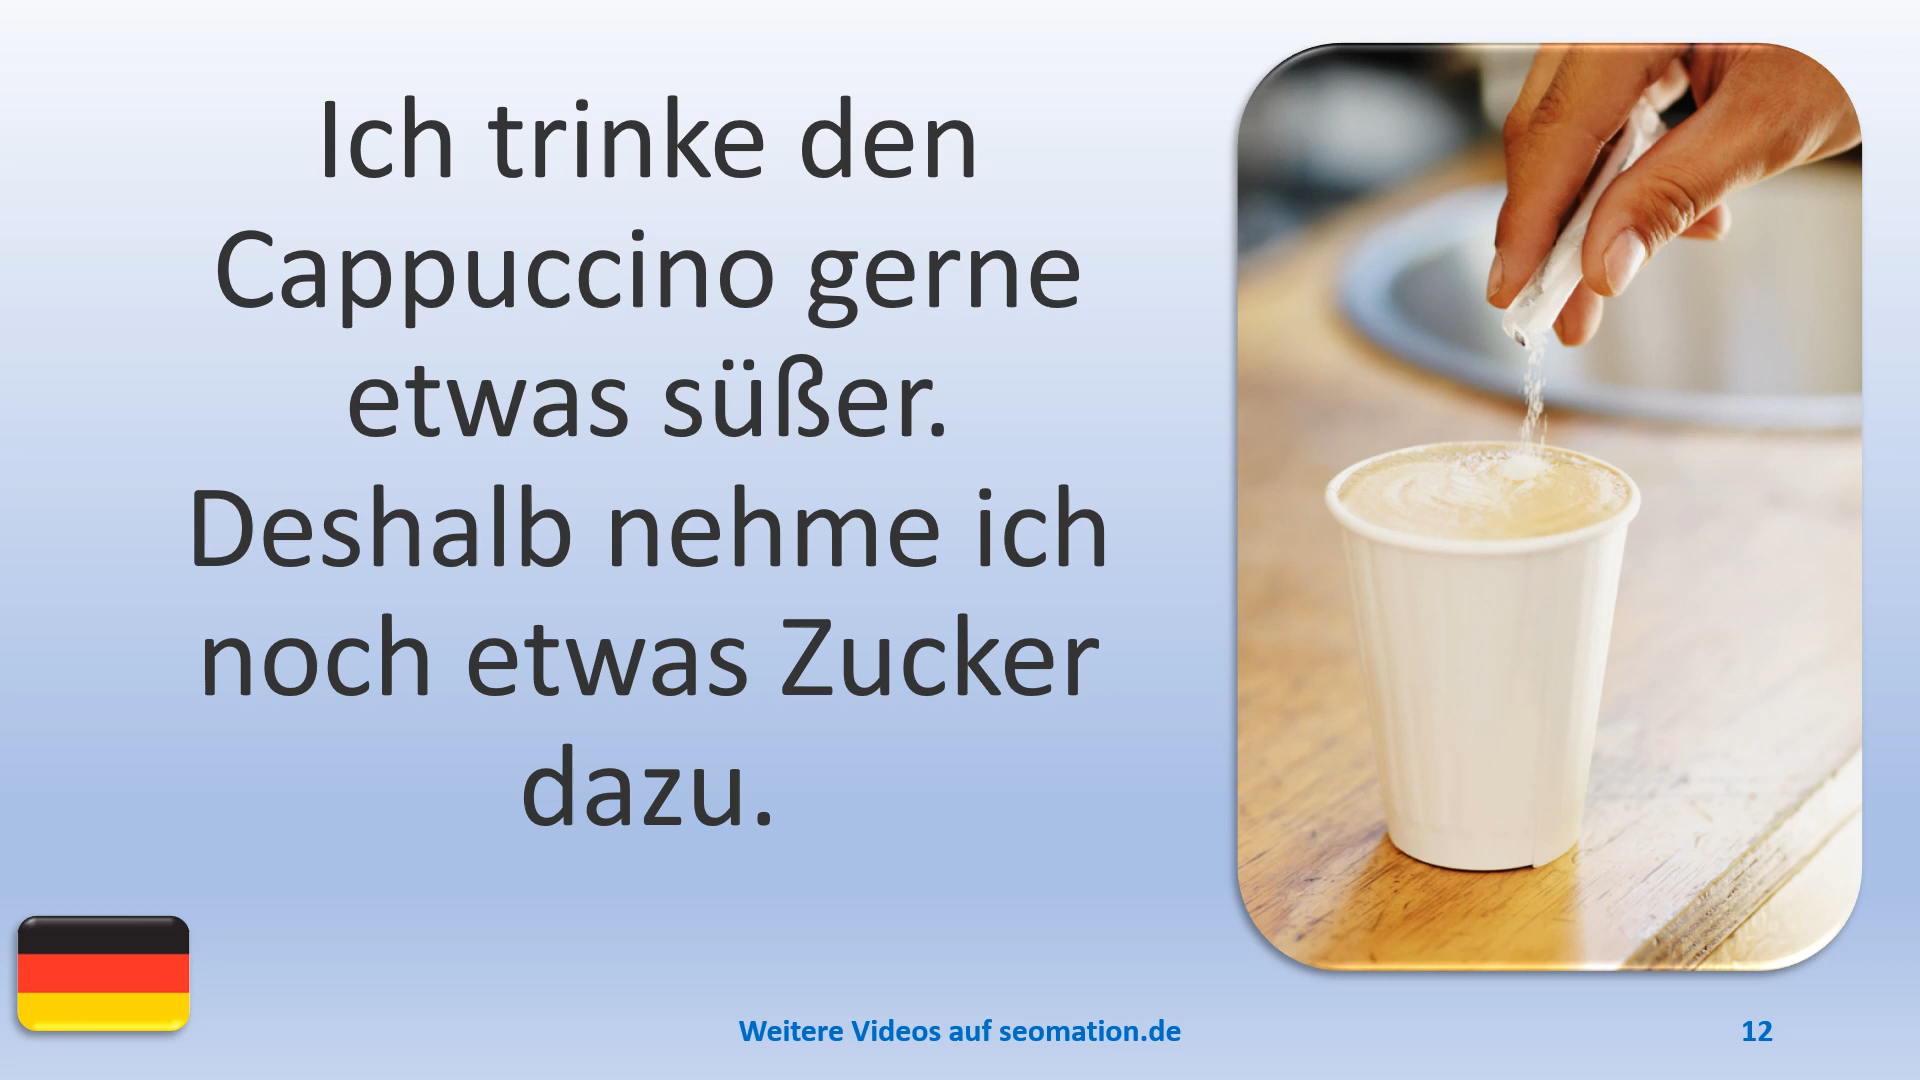 Ich trinke den
Cappuccino gerne
etwas süßer.
Deshalb nehme ich
noch etwas Zucker
dazu.
Weitere Videos auf seomation.de
12